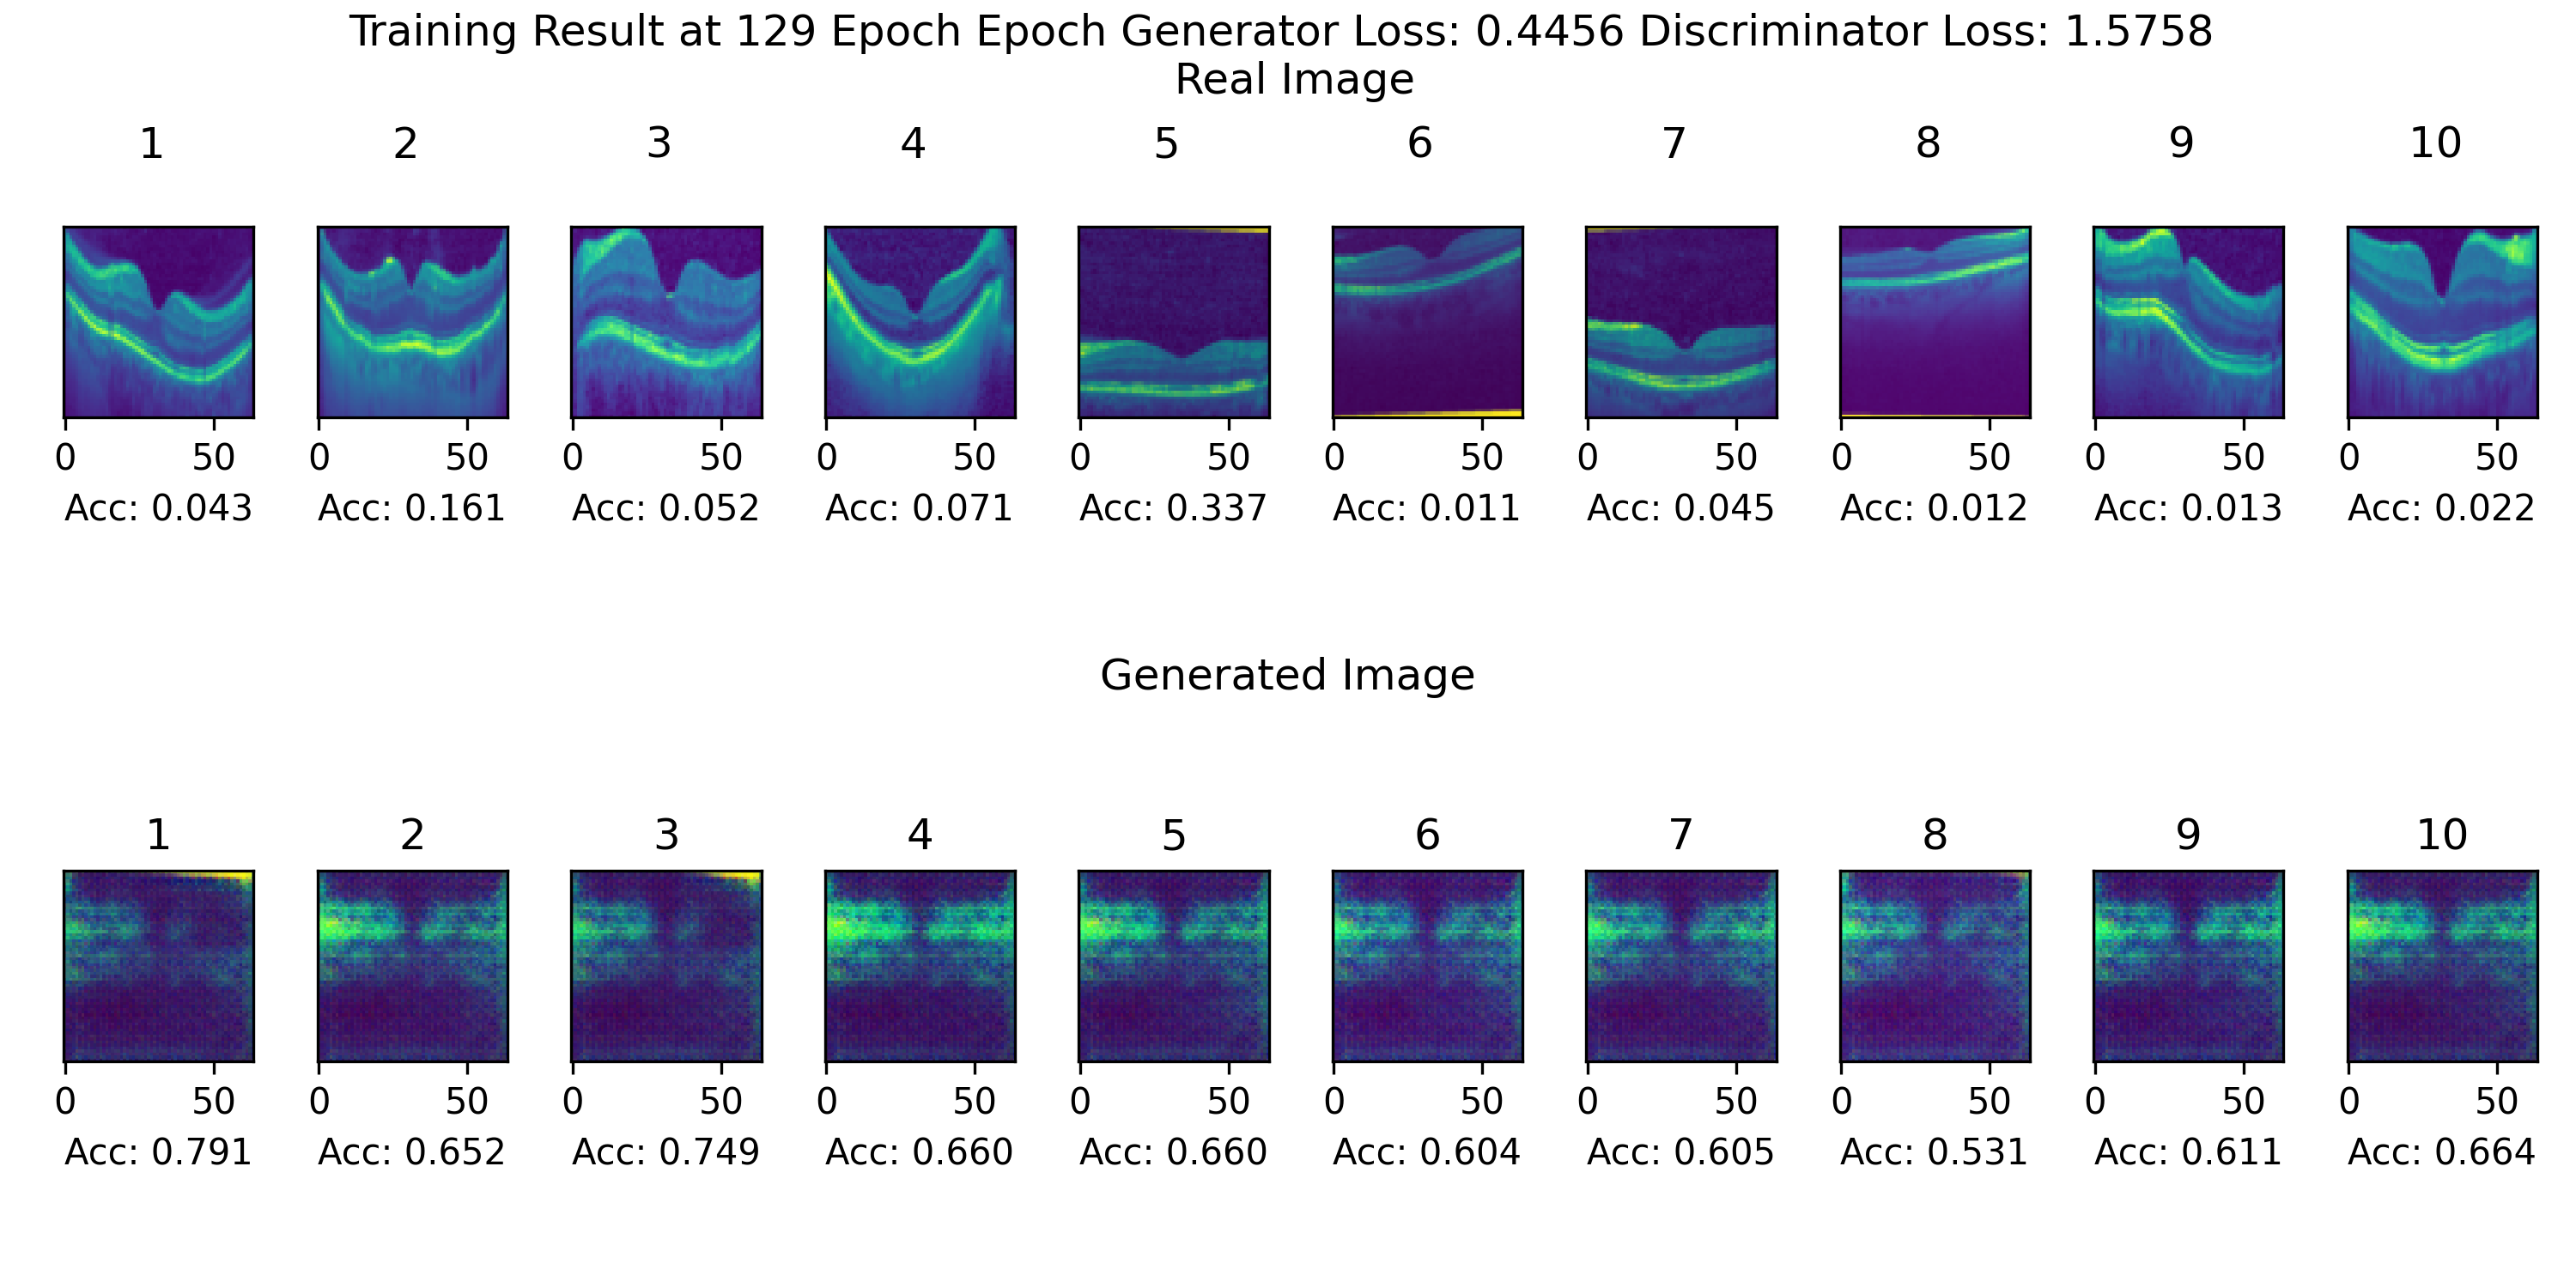 Training Result at 129 Epoch Epoch Generator Loss: 0.4456 Discriminator Loss: 1.5758
Real Image
1 2 3 4 5 6 7 8 9 10
0 50 0 50 0 50 0 50 0 50 0 50 0 50 0 50 0 50 0 50
Acc: 0.043 Acc: 0.161 Acc: 0.052 Acc: 0.071 Acc: 0.337 Acc: 0.011 Acc: 0.045 Acc: 0.012 Acc: 0.013 Acc: 0.022
Generated Image
1 2 3 4 5 6 7 8 9 10
0 50 0 50 0 50 0 50 0 50 0 50 0 50 0 50 0 50 0 50
Acc: 0.791 Acc: 0.652 Acc: 0.749 Acc: 0.660 Acc: 0.660 Acc: 0.604 Acc: 0.605 Acc: 0.531 Acc: 0.611 Acc: 0.664